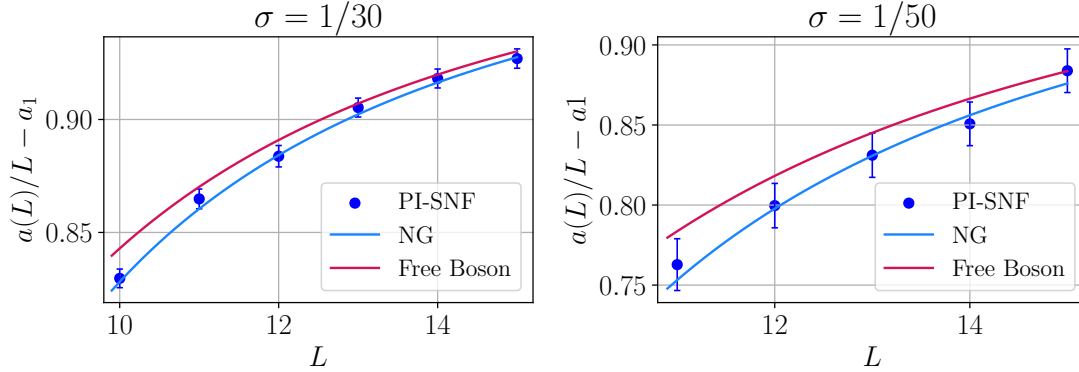 σ = 1/30
a(L)/L − a₁
0.90
0.85
10
12
14
L
PI-SNF
NG
Free Boson
σ = 1/50
a(L)/L − a1
0.90
0.85
0.80
0.75
12
14
L
PI-SNF
NG
Free Boson